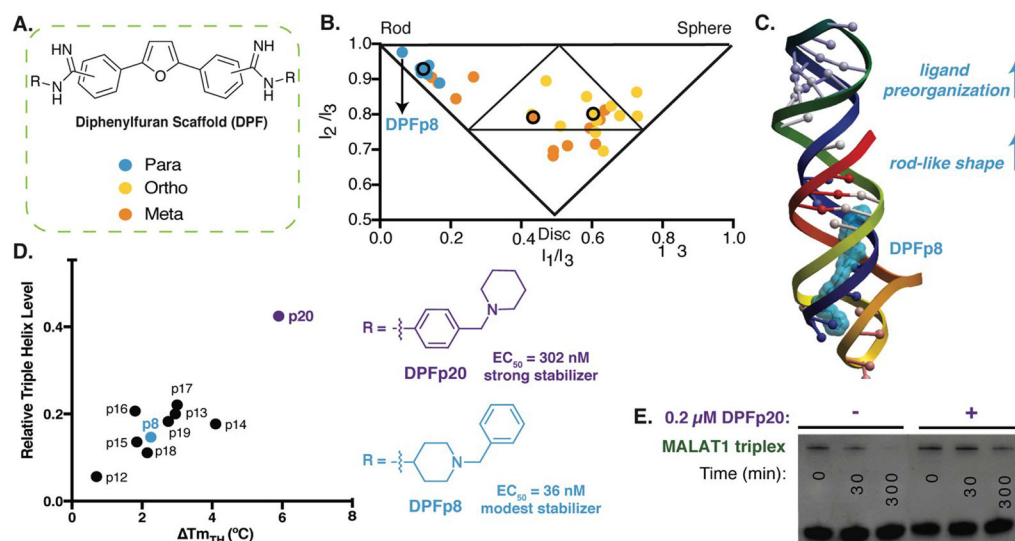 A.
NH
R
N
H
O
NH
N
H
R
Diphenylfuran Scaffold (DPF)
Para
Ortho
Meta
B.
Rod
Sphere
I2/I3
1.0
0.9
0.8
0.7
0.6
0.5
DPFp8
0.0
0.2
0.4
0.6
0.8
1.0
Disc
I1/I3
1 3
C.
ligand
preorganization
rod-like shape
DPFp8
D.
Relative Triple Helix Level
0.4
0.2
0.0
p20
p17
p16
p8
p13
p14
p19
p15
p18
p12
0
2
4
6
8
ΔTmTH (ºC)
R =
N
DPFp20
EC50 = 302 nM
strong stabilizer
R =
N
DPFp8
EC50 = 36 nM
modest stabilizer
E.
0.2 µM DPFp20:
-
+
MALAT1 triplex
Time (min):
0
30
300
0
30
300